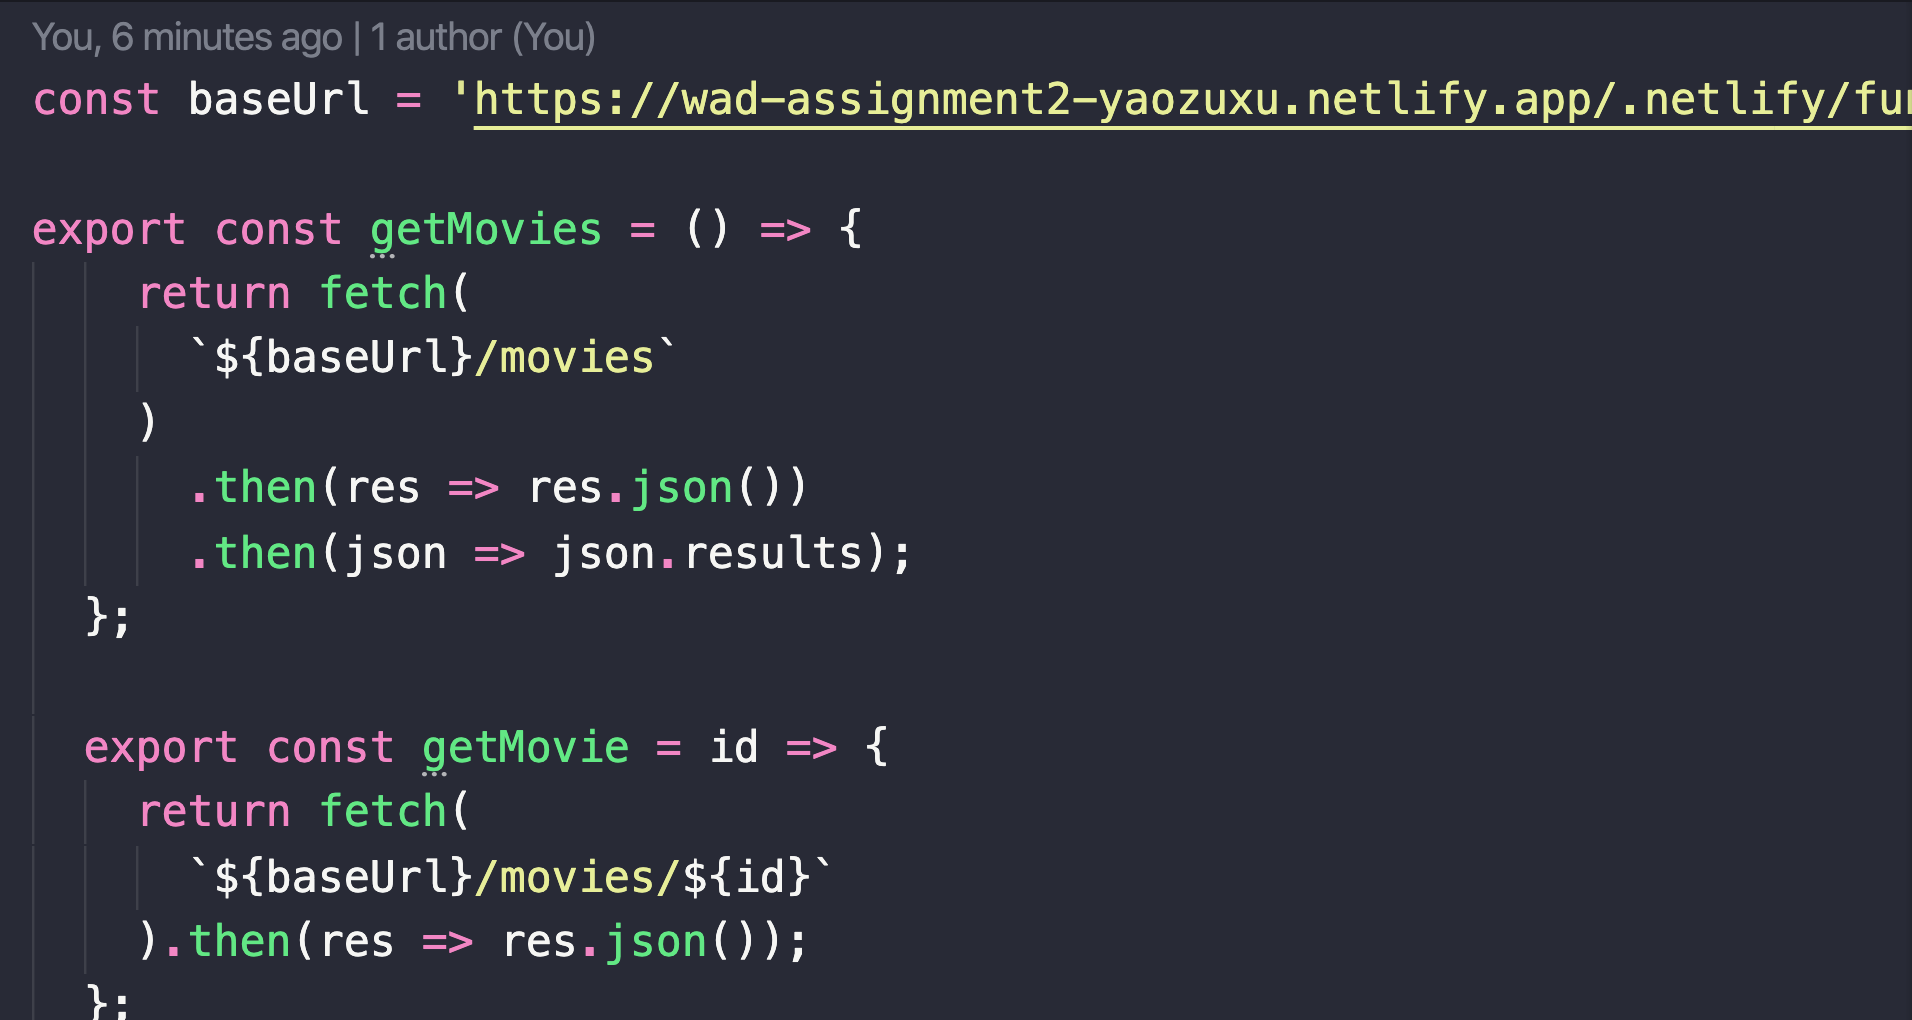 You, 6 minutes ago | 1 author (You)
const baseUrl = 'https://wad-assignment2-yaozuxu.netlify.app/.netlify/fu
export const getMovies = () => {
return fetch(
`${baseUrl}/movies`
)
.then(res => res.json())
.then(json => json.results);
};
export const getMovie = id => {
return fetch(
`${baseUrl}/movies/${id}`
).then(res => res.json());
};